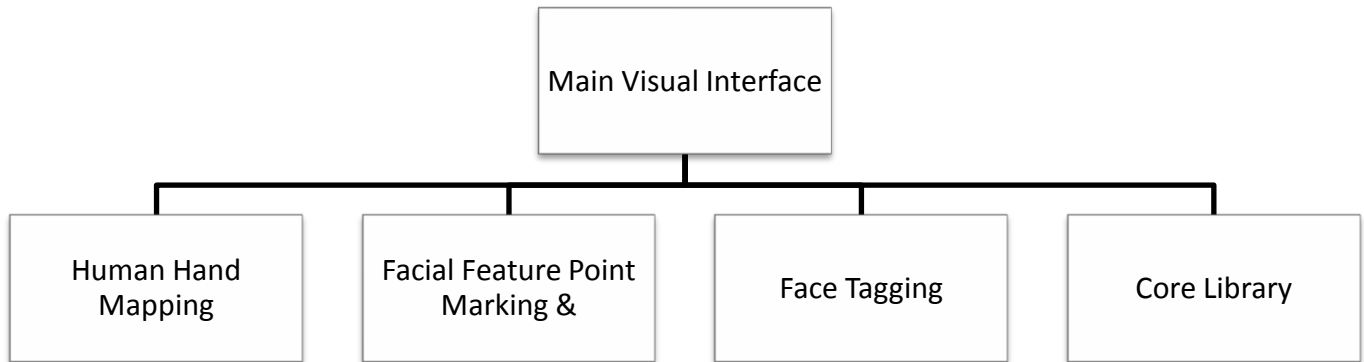 Main Visual Interface
Human Hand
Mapping
Facial Feature Point
Marking &
Face Tagging
Core Library